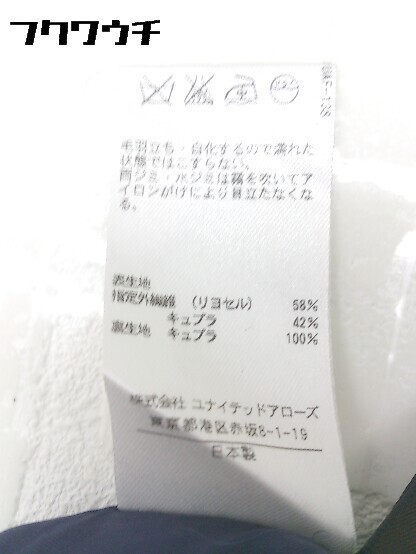 フクワウチ
毛羽立ち・白化するので濡れた
状態ではこすらない。
雨ジミ・水ジミは霧を吹いてア
イロンがけにより目立たなくな
る。
表生地
指定外繊維 (リヨセル) 58%
キュプラ 42%
裏生地 キュプラ 100%
株式会社 ユナイテッドアローズ
東京都港区赤坂8-1-19
日本製